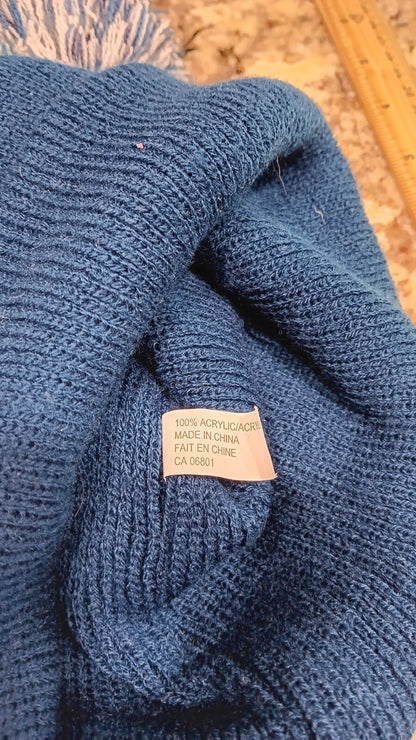 100% ACRYLIC/ACRYL
MADE IN CHINA
FAIT EN CHINE
CA 06801